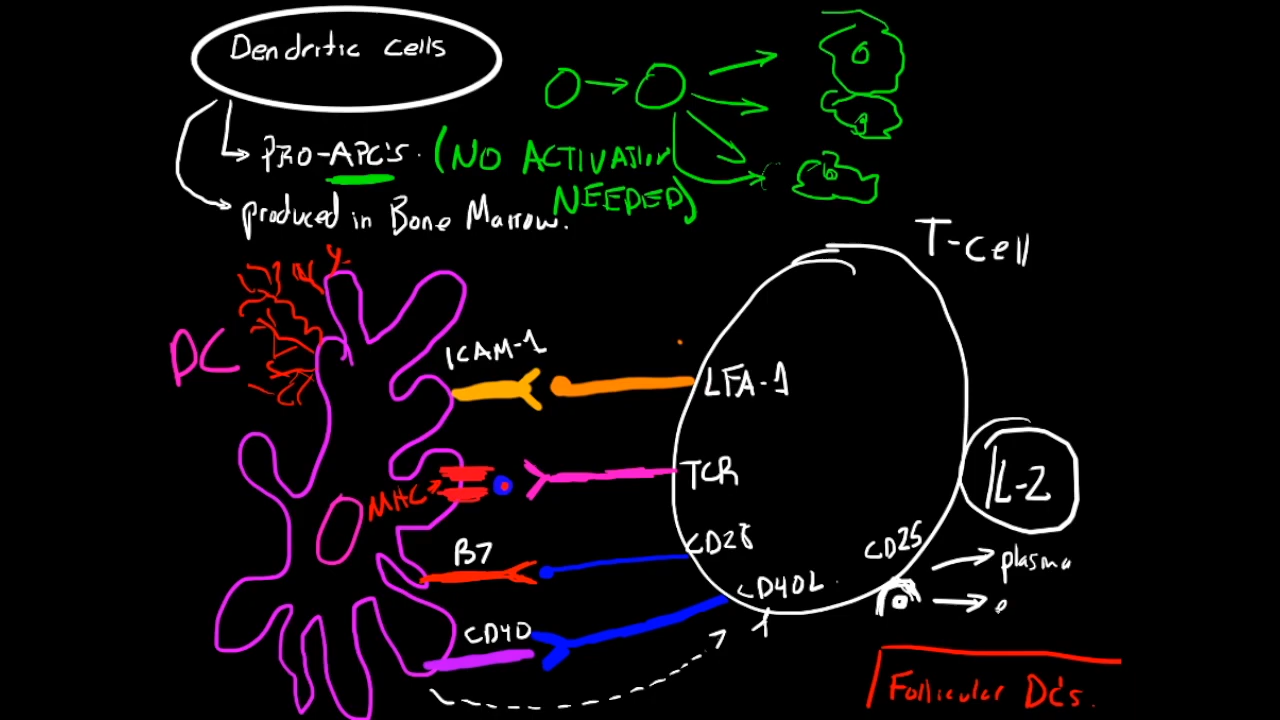 Dendritic cells
PRO-APC'S. (NO ACTIVATION
NEEDED)
produced in Bone Marrow.
T-cell
DC
ICAM-1
LFA-1
MHC
TCR
B7
CD28
CD25
IL-2
plasma
CD40L
CD40
Follicular DC's.